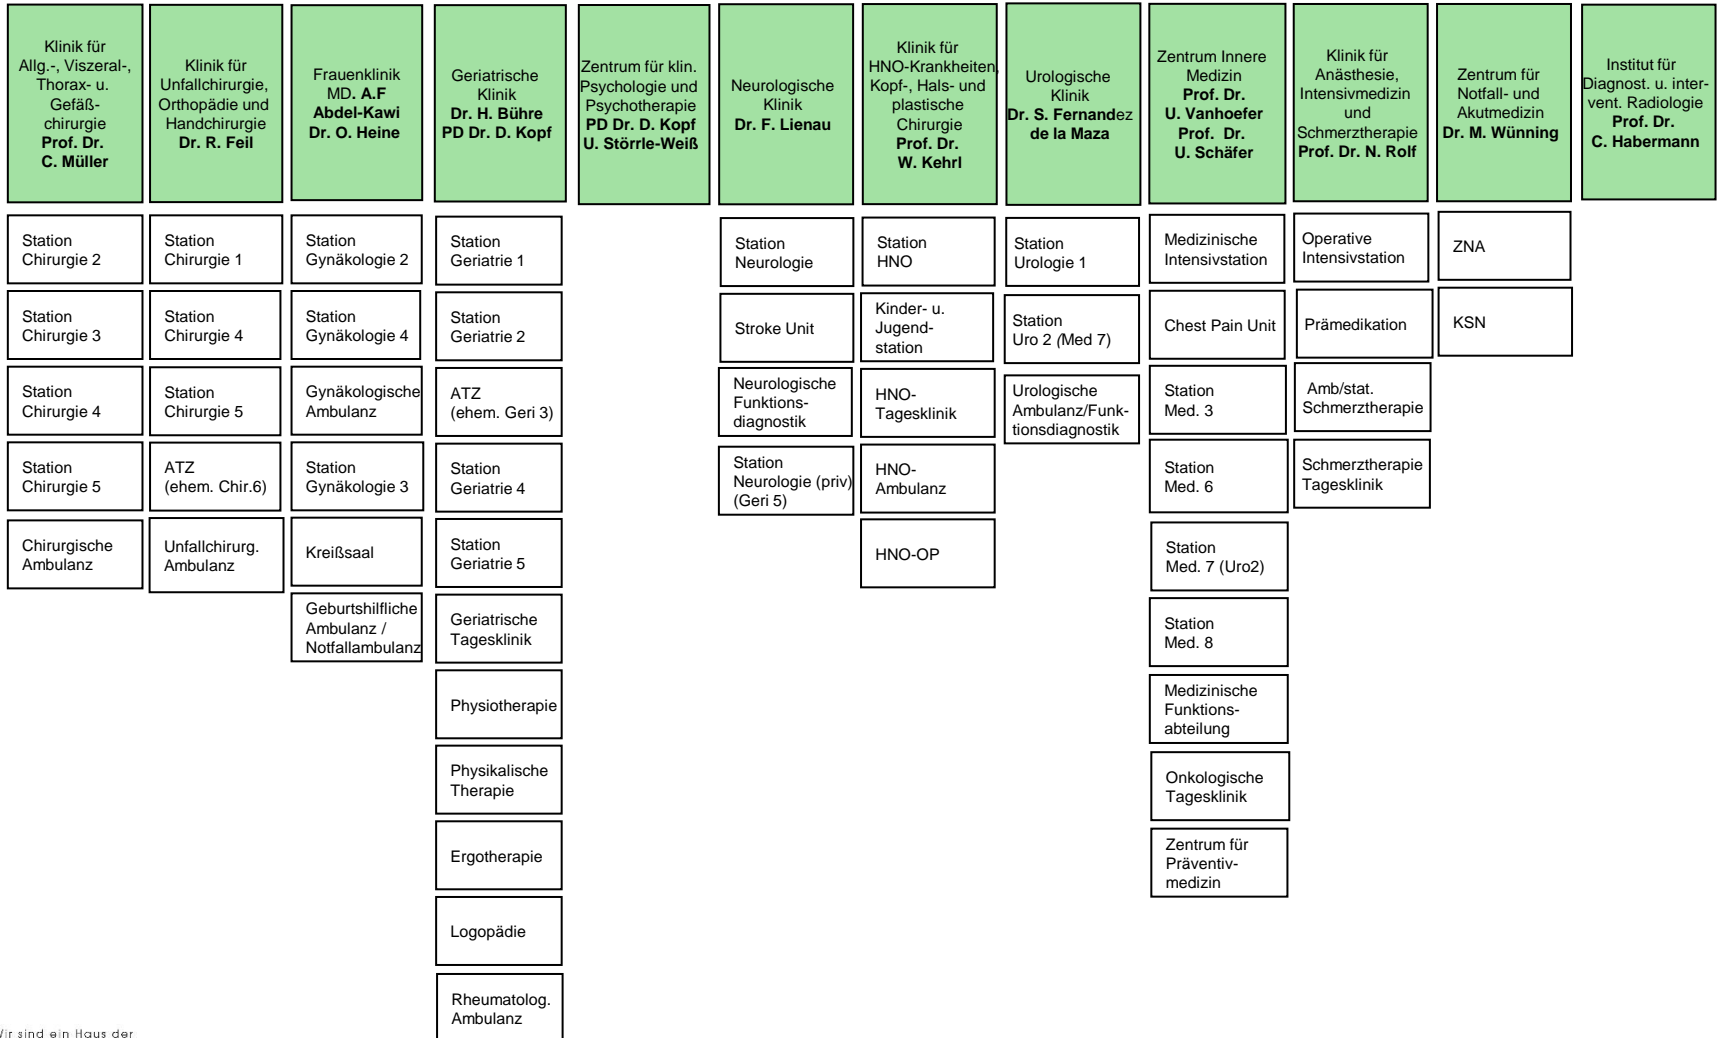 Klinik für
Allg.-, Viszeral-,
Thorax- u.
Gefäß-
chirurgie
Prof. Dr.
C. Müller
Klinik für
Unfallchirurgie,
Orthopädie und
Handchirurgie
Dr. R. Feil
Frauenklinik
MD. A.F
Abdel-Kawi
Dr. O. Heine
Geriatrische
Klinik
Dr. H. Bühre
PD Dr. D. Kopf
Zentrum für klin.
Psychologie und
Psychotherapie
PD Dr. D. Kopf
U. Störrle-Weiß
Neurologische
Klinik
Dr. F. Lienau
Klinik für
HNO-Krankheiten,
Kopf-, Hals- und
plastische
Chirurgie
Prof. Dr.
W. Kehrl
Urologische
Klinik
Dr. S. Fernandez
de la Maza
Zentrum Innere
Medizin
Prof. Dr.
U. Vanhoefer
Prof. Dr.
U. Schäfer
Klinik für
Anästhesie,
Intensivmedizin
und
Schmerztherapie
Prof. Dr. N. Rolf
Zentrum für
Notfall- und
Akutmedizin
Dr. M. Wünning
Institut für
Diagnost. u. inter-
vent. Radiologie
Prof. Dr.
C. Habermann
Station
Chirurgie 2
Station
Chirurgie 3
Station
Chirurgie 4
Station
Chirurgie 5
Chirurgische
Ambulanz
Station
Chirurgie 1
Station
Chirurgie 4
Station
Chirurgie 5
ATZ
(ehem. Chir.6)
Unfallchirurg.
Ambulanz
Station
Gynäkologie 2
Station
Gynäkologie 4
Gynäkologische
Ambulanz
Station
Gynäkologie 3
Kreißsaal
Geburtshilfliche
Ambulanz /
Notfallambulanz
Station
Geriatrie 1
Station
Geriatrie 2
ATZ
(ehem. Geri 3)
Station
Geriatrie 4
Station
Geriatrie 5
Geriatrische
Tagesklinik
Physiotherapie
Physikalische
Therapie
Ergotherapie
Logopädie
Rheumatolog.
Ambulanz
Station
Neurologie
Stroke Unit
Neurologische
Funktions-
diagnostik
Station
Neurologie (priv)
(Geri 5)
Station
HNO
Kinder- u.
Jugend-
station
HNO-
Tagesklinik
HNO-
Ambulanz
HNO-OP
Station
Urologie 1
Station
Uro 2 (Med 7)
Urologische
Ambulanz/Funk-
tionsdiagnostik
Medizinische
Intensivstation
Chest Pain Unit
Station
Med. 3
Station
Med. 6
Station
Med. 7 (Uro2)
Station
Med. 8
Medizinische
Funktions-
abteilung
Onkologische
Tagesklinik
Zentrum für
Präventiv-
medizin
Operative
Intensivstation
Prämedikation
Amb/stat.
Schmerztherapie
Schmerztherapie
Tagesklinik
ZNA
KSN
Wir sind ein Haus der